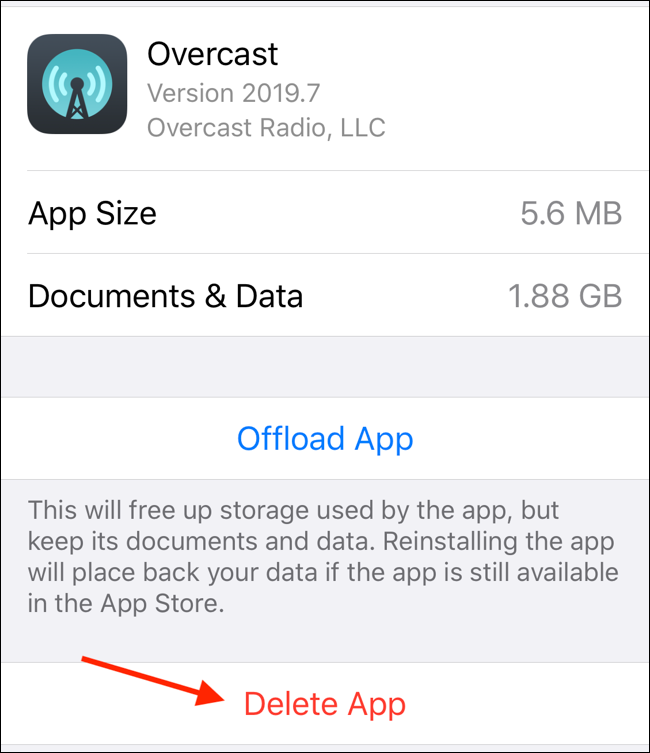 Overcast
Version 2019.7
Overcast Radio, LLC
App Size 5.6 MB
Documents & Data 1.88 GB
Offload App
This will free up storage used by the app, but
keep its documents and data. Reinstalling the app
will place back your data if the app is still available
in the App Store.
Delete App